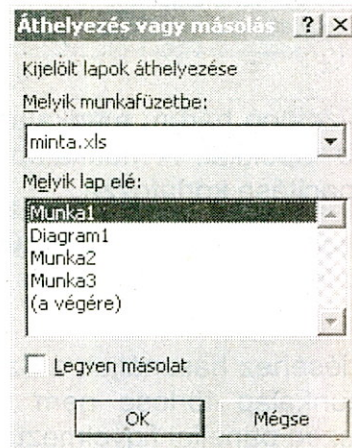 Áthelyezés vagy másolás ? ×
Kijelölt lapok áthelyezése
Melyik munkafüzetbe:
minta.xls
Melyik lap elé:
Munka1
Diagram1
Munka2
Munka3
(a végére)
Legyen másolat
OK Mégse